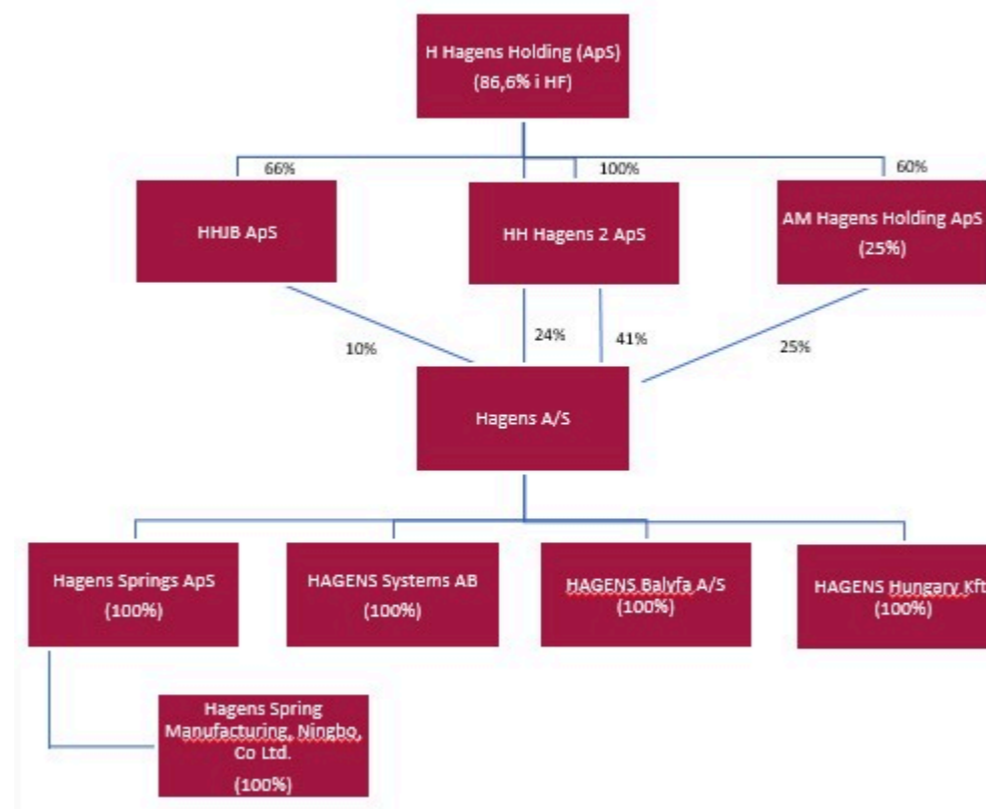 H Hagens Holding (ApS)
(86,6% i HF)
66%
100%
60%
HHJB ApS
HH Hagens 2 ApS
AM Hagens Holding ApS
(25%)
10%
24%
41%
25%
Hagens A/S
Hagens Springs ApS
(100%)
HAGENS Systems AB
(100%)
HAGENS Balyfa A/S
(100%)
HAGENS Hungary Kft
(100%)
Hagens Spring
Manufacturing, Ningbo,
Co Ltd.
(100%)